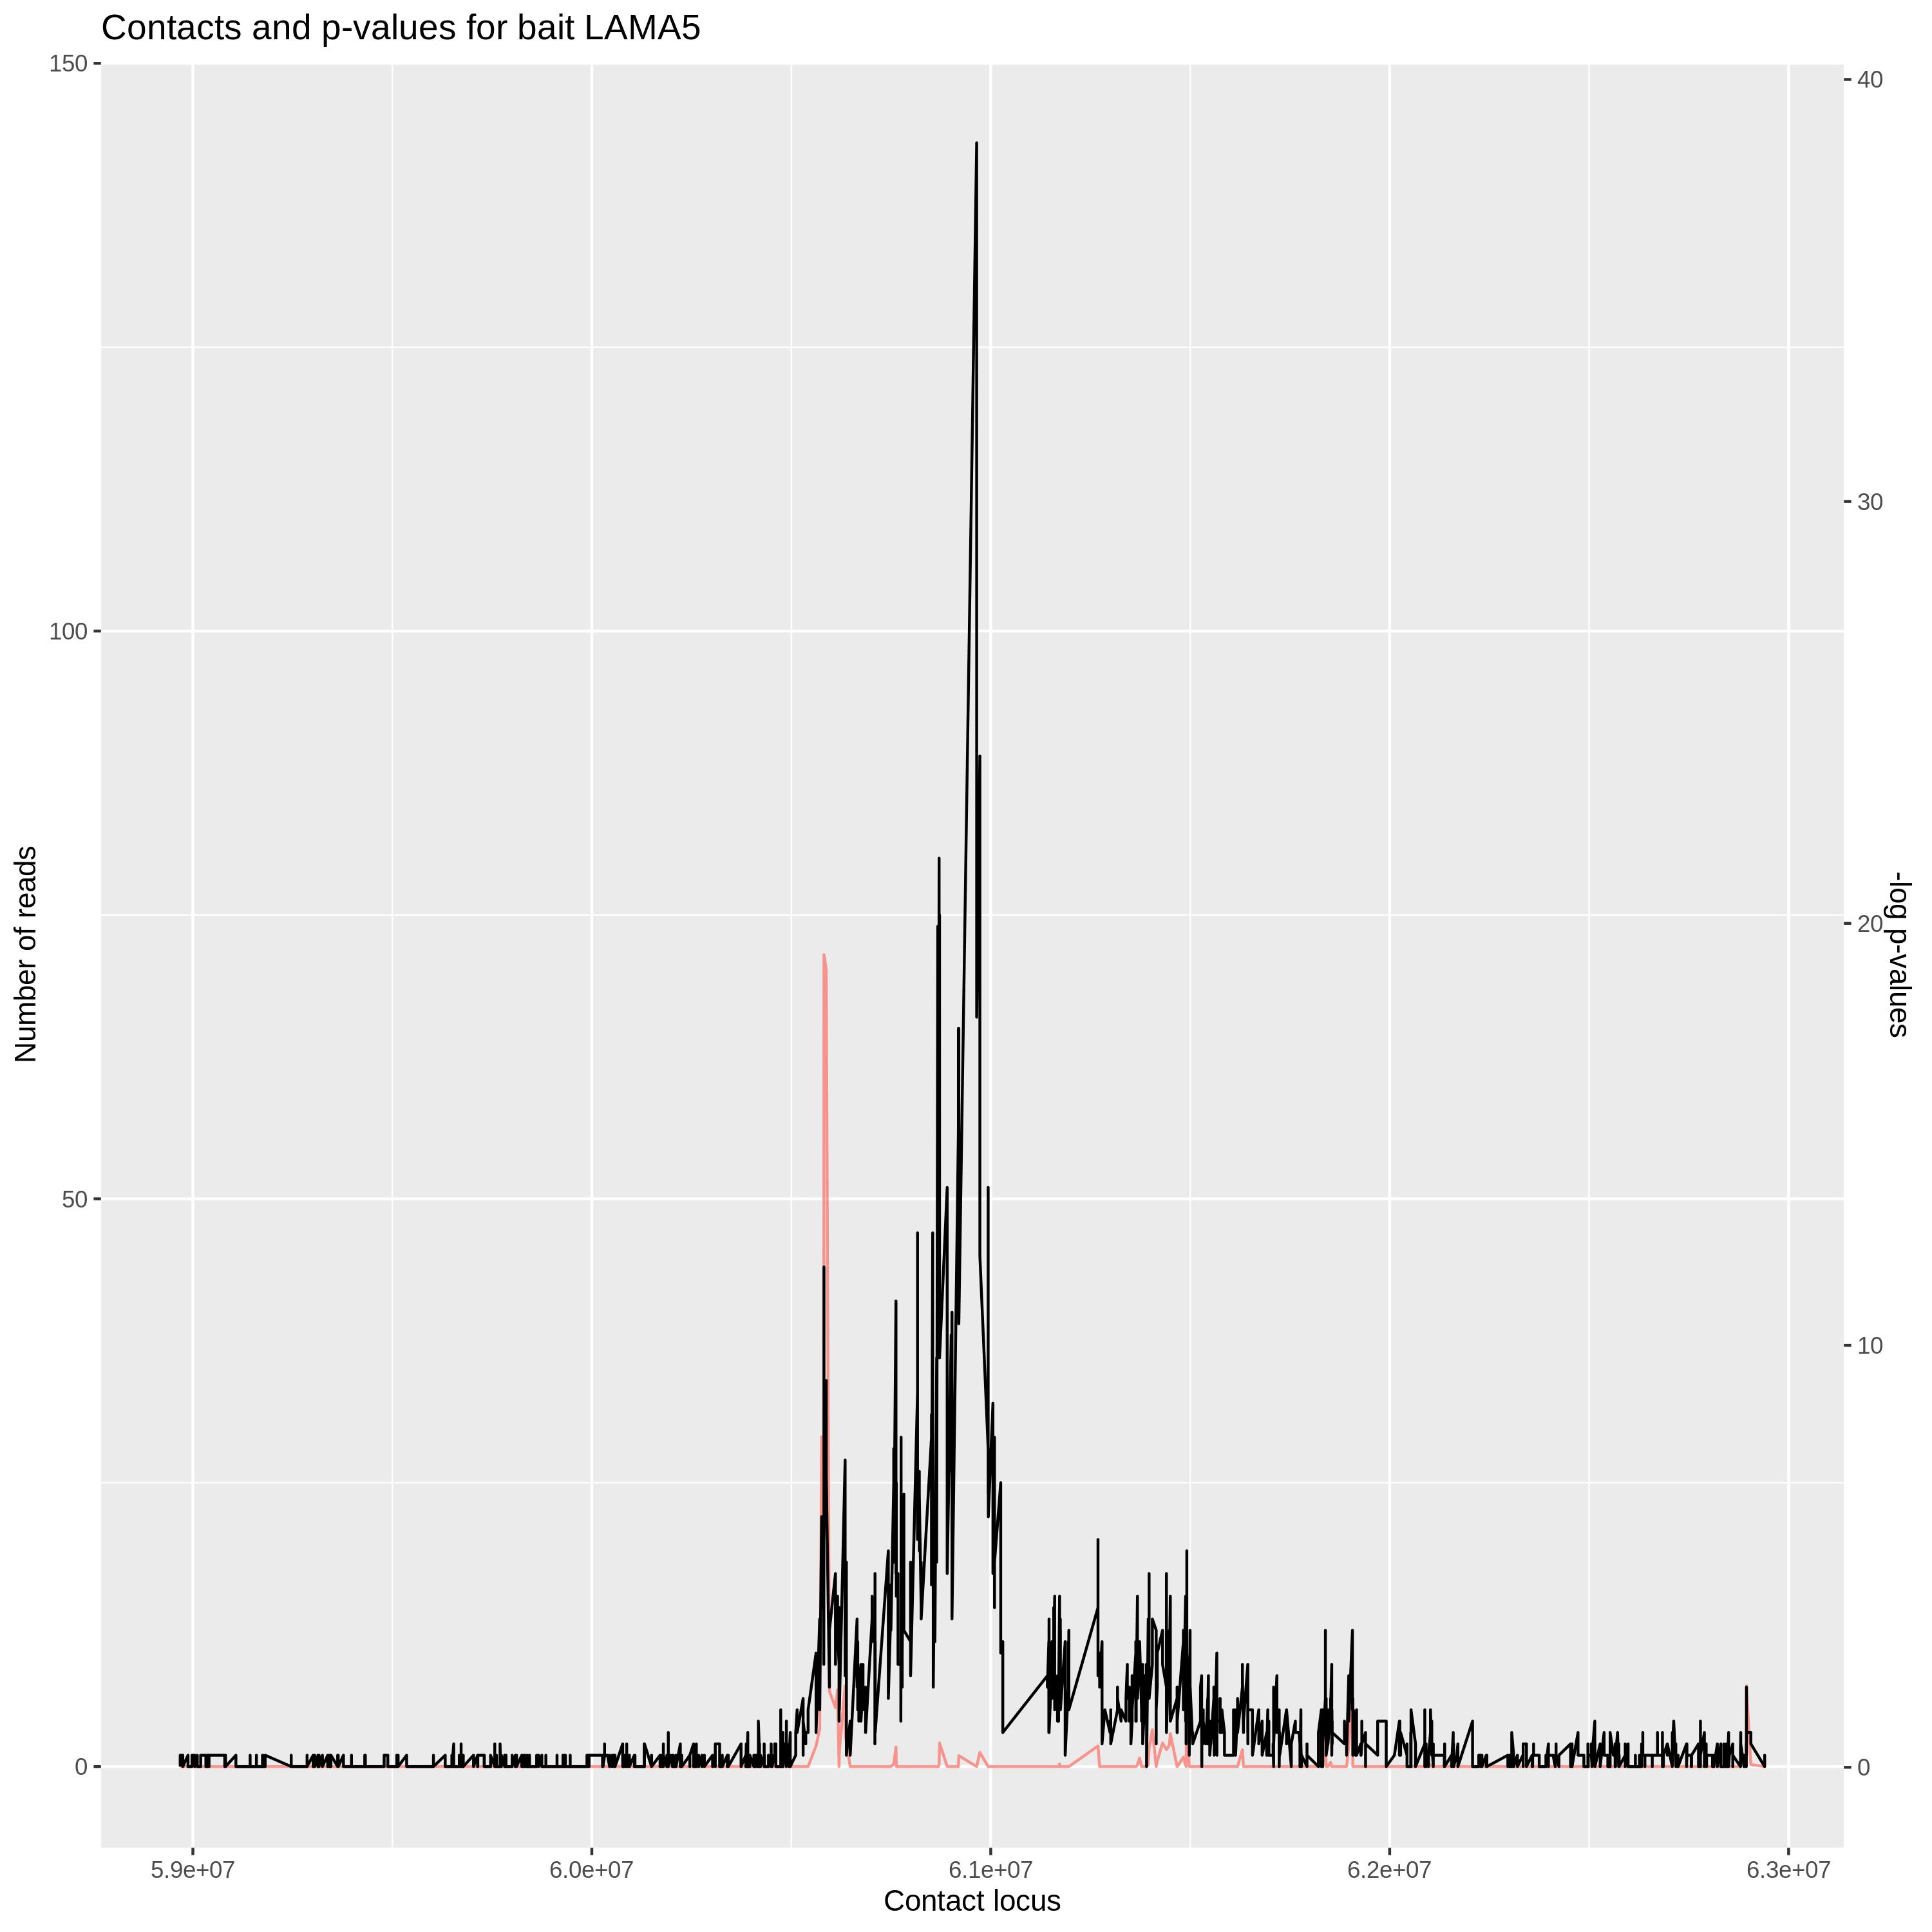 Contacts and p-values for bait LAMA5
150
100
50
0
Number of reads
40
30
20
10
0
-log p-values
5.9e+07 6.0e+07 6.1e+07 6.2e+07 6.3e+07
Contact locus